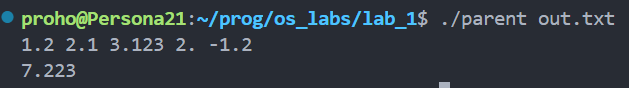 proho@Persona21:~/prog/os_labs/lab_1$ ./parent out.txt
1.2 2.1 3.123 2. -1.2
7.223